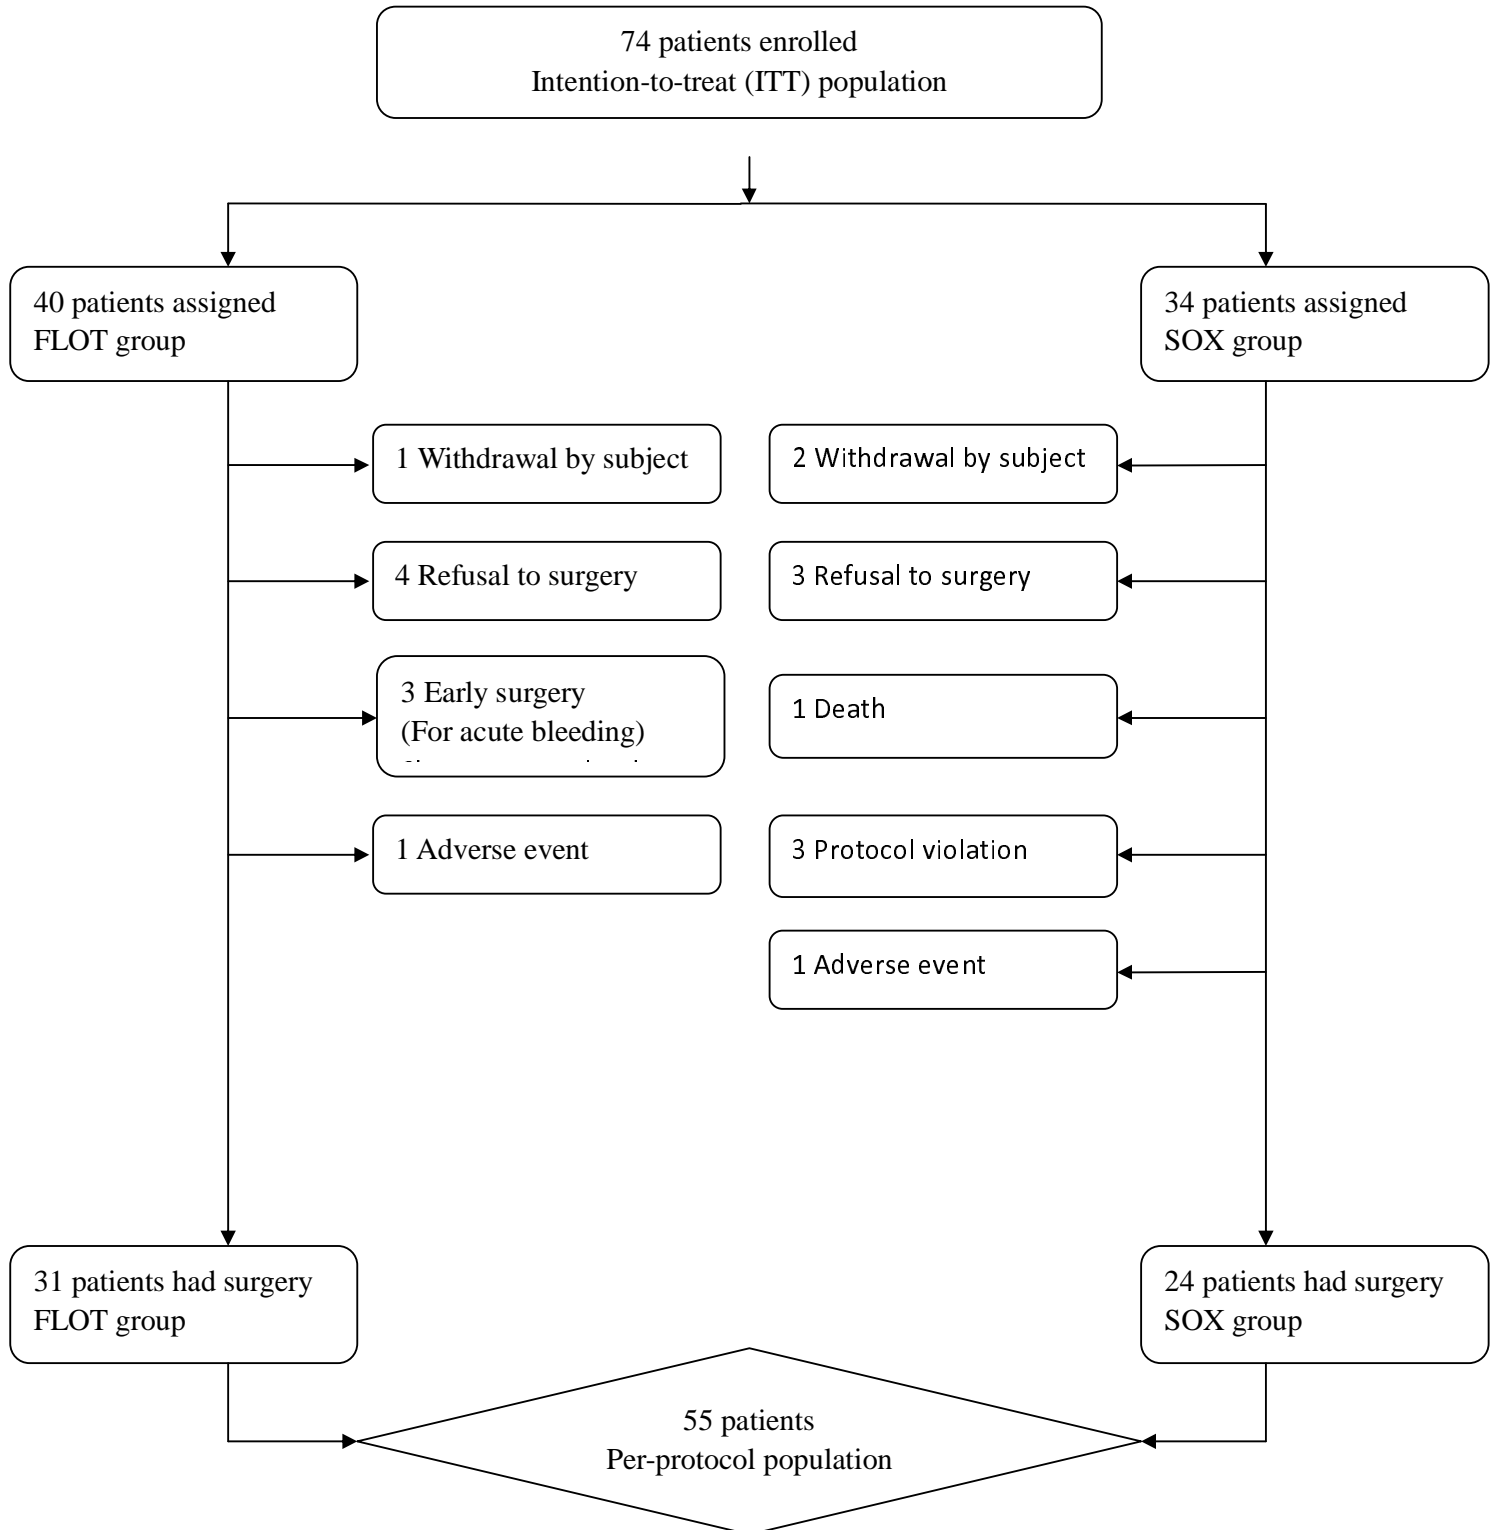 74 patients enrolled
Intention-to-treat (ITT) population
40 patients assigned
FLOT group
34 patients assigned
SOX group
1 Withdrawal by subject
2 Withdrawal by subject
4 Refusal to surgery
3 Refusal to surgery
3 Early surgery
(For acute bleeding)
1 Death
1 Adverse event
3 Protocol violation
1 Adverse event
31 patients had surgery
FLOT group
24 patients had surgery
SOX group
55 patients
Per-protocol population